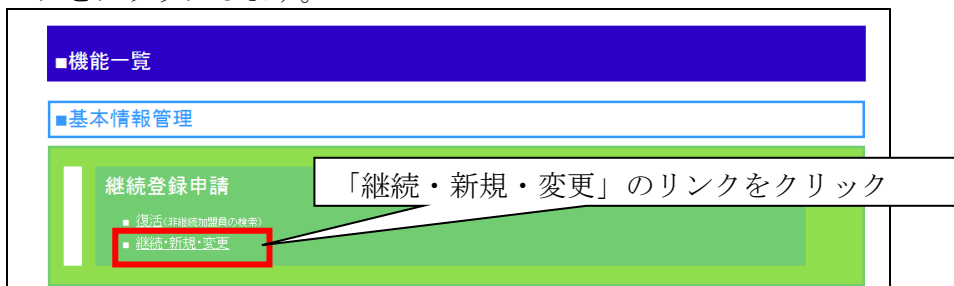 ■機能一覧
■基本情報管理
継続登録申請
「継続・新規・変更」のリンクをクリック
■ 復活(非継続加盟員の検索)
■ 継続・新規・変更